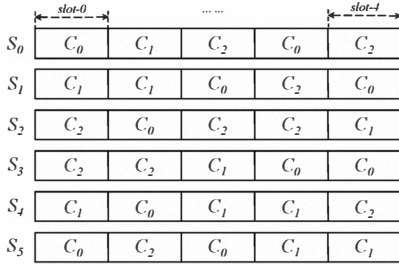 slot-0 ... ... slot-4
S0 C0 C1 C2 C0 C2
S1 C1 C1 C0 C2 C0
S2 C2 C0 C2 C2 C1
S3 C2 C2 C1 C0 C0
S4 C1 C0 C1 C1 C2
S5 C0 C2 C0 C1 C1